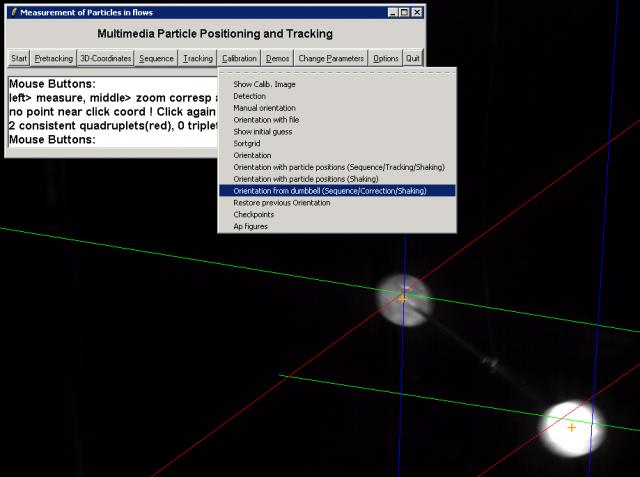 Measurement of Particles in flows
Multimedia Particle Positioning and Tracking
Start Pretracking 3D-Coordinates Sequence Tracking Calibration Demos Change Parameters Options Quit
Mouse Buttons:
left> measure, middle> zoom corresp
no point near click coord ! Click again
2 consistent quadruplets(red), 0 triplet
Mouse Buttons:
Show Calib. Image
Detection
Manual orientation
Orientation with file
Show initial guess
Sortgrid
Orientation
Orientation with particle positions (Sequence/Tracking/Shaking)
Orientation with particle positions (Shaking)
Orientation from dumbbell (Sequence/Correction/Shaking)
Restore previous Orientation
Checkpoints
Ap figures